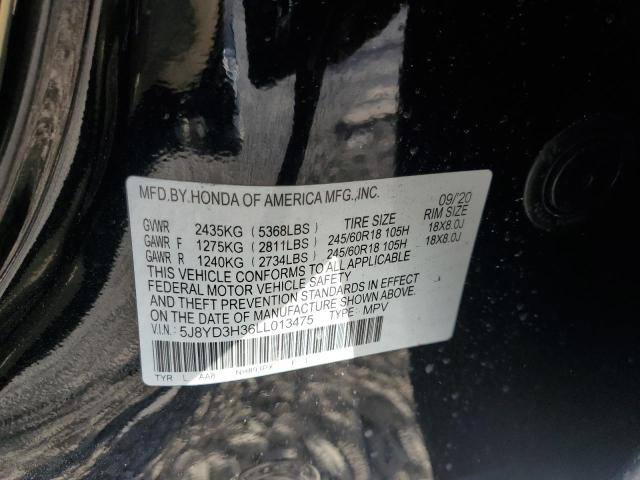 MFD.BY.HONDA OF AMERICA MFG.,INC. 09/'20
GVWR 2435KG (5368LBS) TIRE SIZE RIM SIZE
GAWR F 1275KG (2811LBS) 245/60R18 105H 18X8.0J
GAWR R 1240KG (2734LBS) 245/60R18 105H 18X8.0J
THIS VEHICLE CONFORMS TO ALL APPLICABLE
FEDERAL MOTOR VEHICLE SAFETY
AND THEFT PREVENTION STANDARDS IN EFFECT
ON THE DATE OF MANUFACTURE SHOWN ABOVE.
V.I.N.: 5J8YD3H36LL013475 TYPE: MPV
TYR L AA8